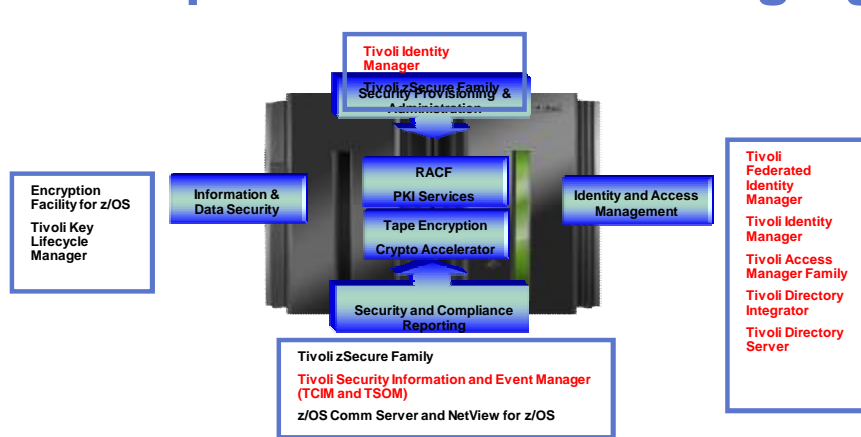 Tivoli Identity
Manager
Tivoli zSecure Family
Security Provisioning &
Administration
Encryption
Facility for z/OS
Tivoli Key
Lifecycle
Manager
Information &
Data Security
RACF
PKI Services
Tape Encryption
Crypto Accelerator
Identity and Access
Management
Tivoli
Federated
Identity
Manager
Tivoli Identity
Manager
Tivoli Access
Manager Family
Tivoli Directory
Integrator
Tivoli Directory
Server
Security and Compliance
Reporting
Tivoli zSecure Family
Tivoli Security Information and Event Manager
(TCIM and TSOM)
z/OS Comm Server and NetView for z/OS